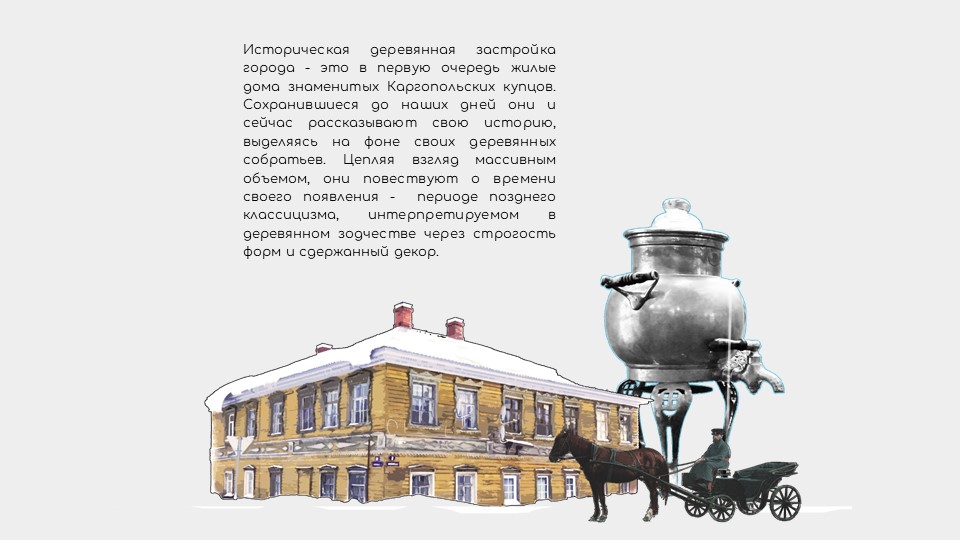 Историческая деревянная застройка
города - это в первую очередь жилые
дома знаменитых Каргопольских купцов.
Сохранившиеся до наших дней они и
сейчас рассказывают свою историю,
выделяясь на фоне своих деревянных
собратьев. Цепляя взгляд массивным
объемом, они повествуют о времени
своего появления - периоде позднего
классицизма, интерпретируемом в
деревянном зодчестве через строгость
форм и сдержанный декор.